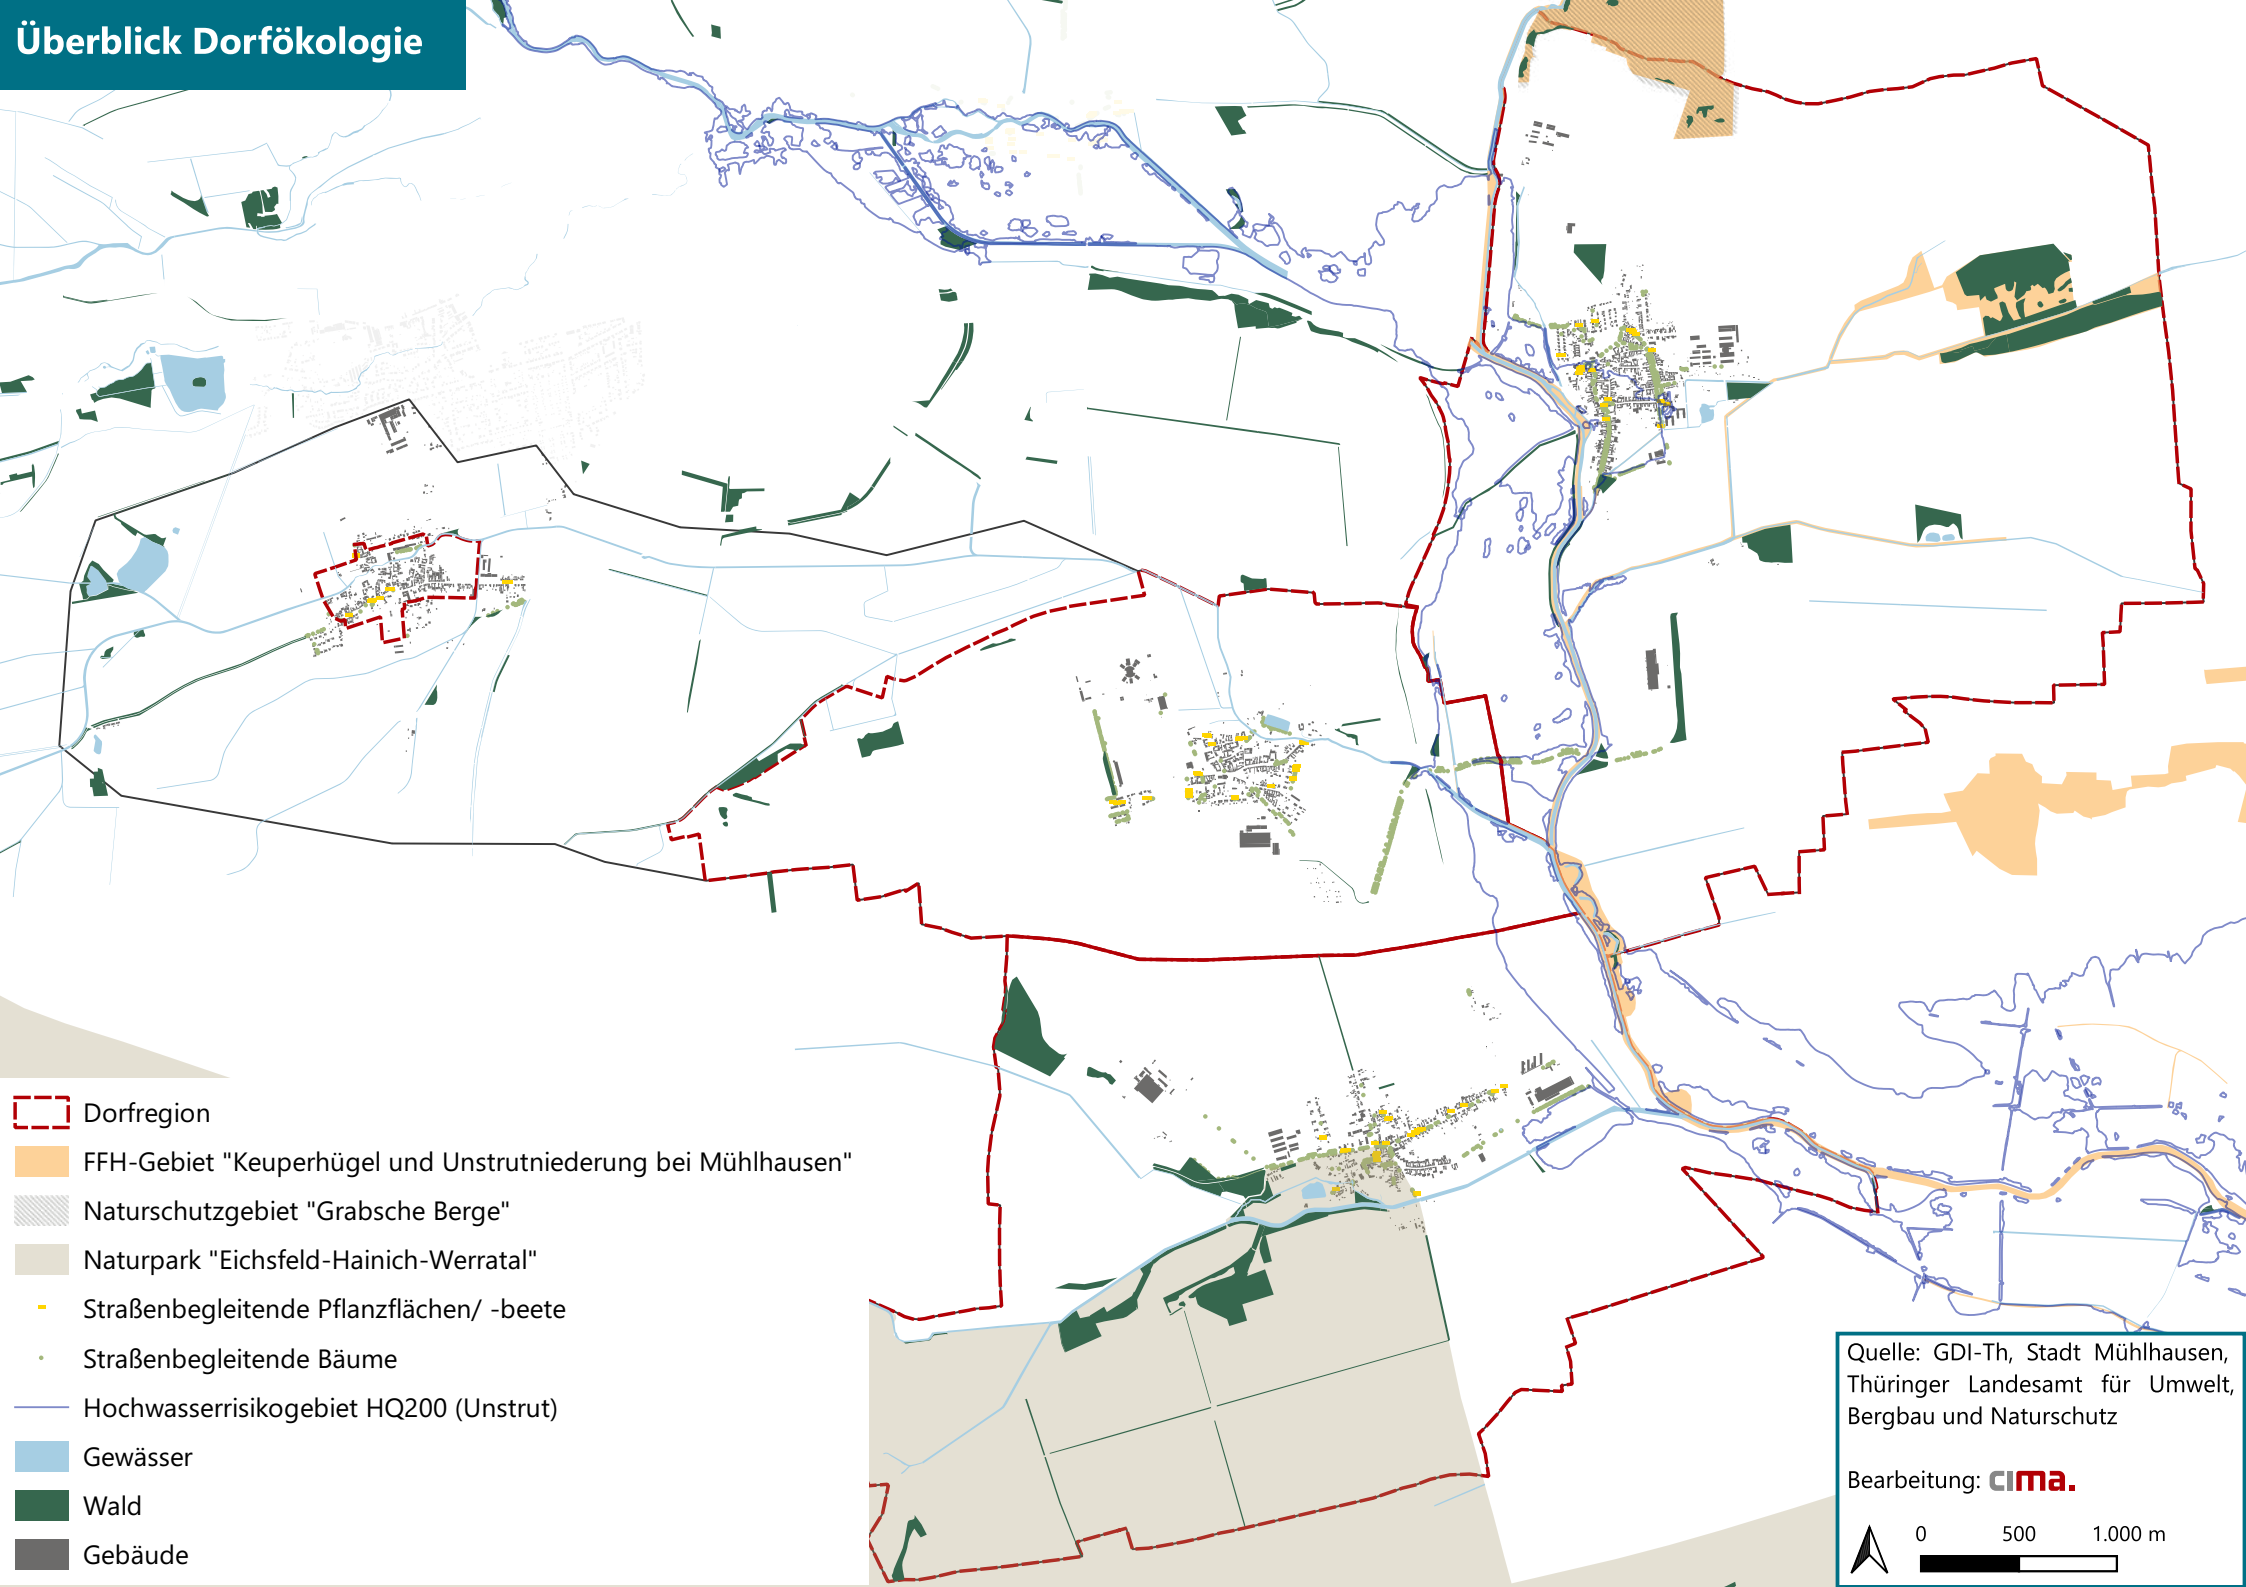 Überblick Dorfökologie
Dorfregion
FFH-Gebiet "Keuperhügel und Unstrutniederung bei Mühlhausen"
Naturschutzgebiet "Grabsche Berge"
Naturpark "Eichsfeld-Hainich-Werratal"
Straßenbegleitende Pflanzflächen/ -beete
Straßenbegleitende Bäume
Hochwasserrisikogebiet HQ200 (Unstrut)
Gewässer
Wald
Gebäude
Quelle: GDI-Th, Stadt Mühlhausen,
Thüringer Landesamt für Umwelt,
Bergbau und Naturschutz
Bearbeitung: cima.
0 500 1.000 m